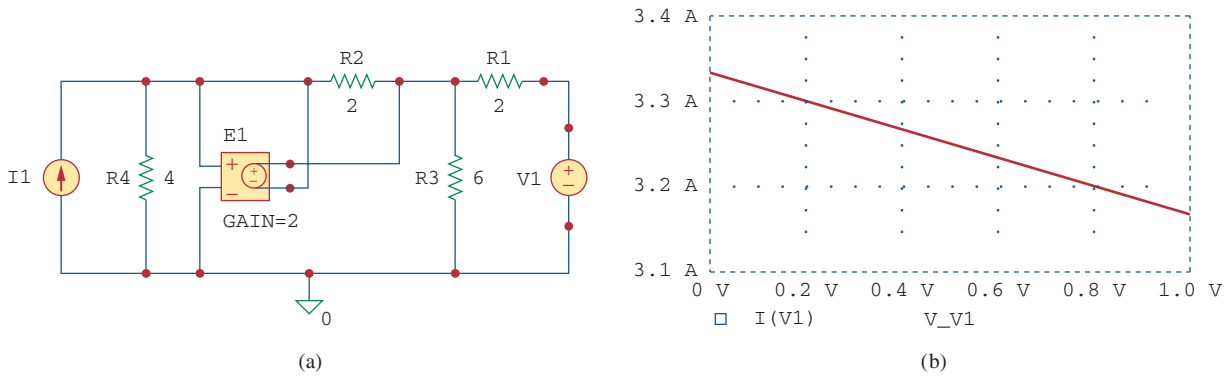 R2
R1
2
2
E1
+
−
+
−
I1
R4
4
R3
6
V1
+
−
GAIN=2
0
(a)
3.4 A
3.3 A
3.2 A
3.1 A
0 V
0.2 V
0.4 V
0.6 V
0.8 V
1.0 V
I(V1)
V_V1
(b)